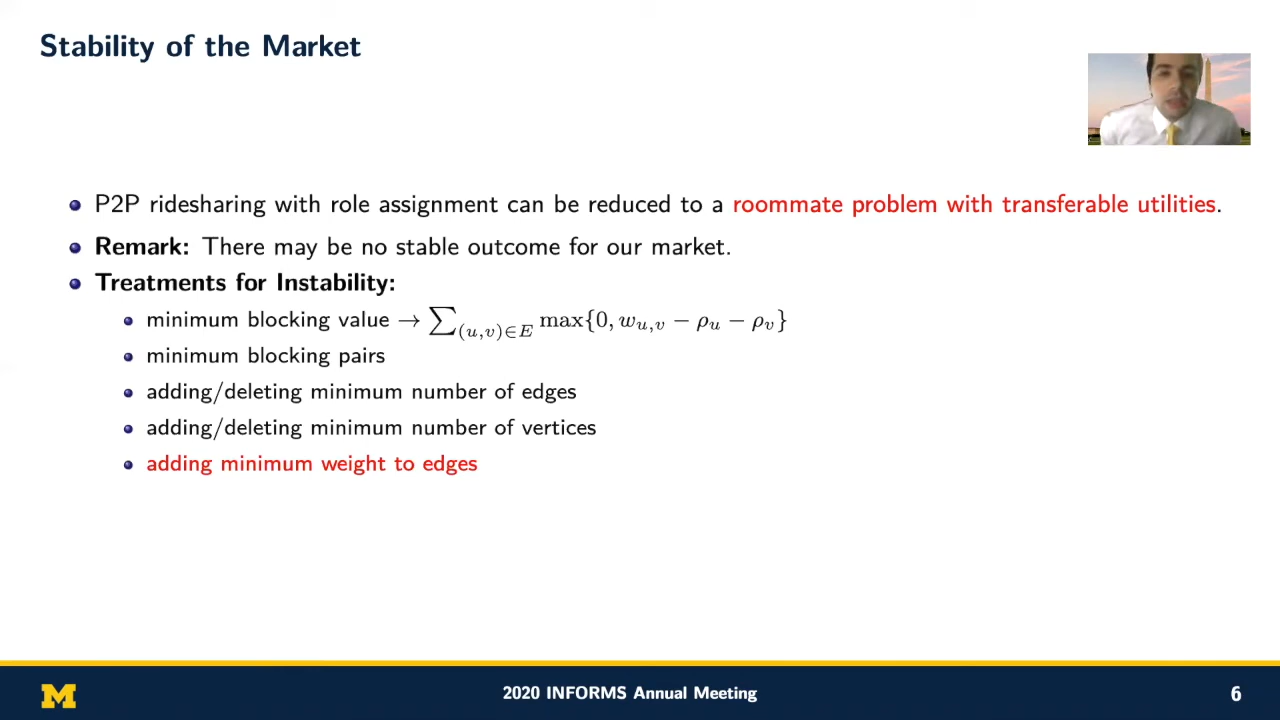 Stability of the Market
P2P ridesharing with role assignment can be reduced to a roommate problem with transferable utilities.
Remark: There may be no stable outcome for our market.
Treatments for Instability:
minimum blocking value → ∑_{(u,v)∈E} max{0, w_{u,v} − ρ_u − ρ_v}
minimum blocking pairs
adding/deleting minimum number of edges
adding/deleting minimum number of vertices
adding minimum weight to edges
M
2020 INFORMS Annual Meeting
6